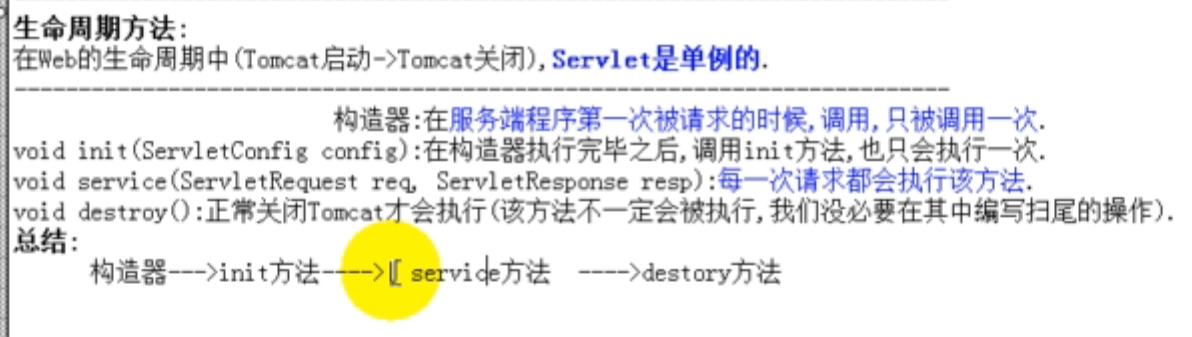 生命周期方法:
在Web的生命周期中(Tomcat启动->Tomcat关闭),Servlet是单例的.
---------------------------------------------------------------------------
构造器:在服务端程序第一次被请求的时候,调用,只被调用一次.
void init(ServletConfig config):在构造器执行完毕之后,调用init方法,也只会执行一次.
void service(ServletRequest req, ServletResponse resp):每一次请求都会执行该方法.
void destroy():正常关闭Tomcat才会执行(该方法不一定会被执行,我们没必要在其中编写扫尾的操作).
总结:
构造器--->init方法---->[ service方法 ---->destory方法